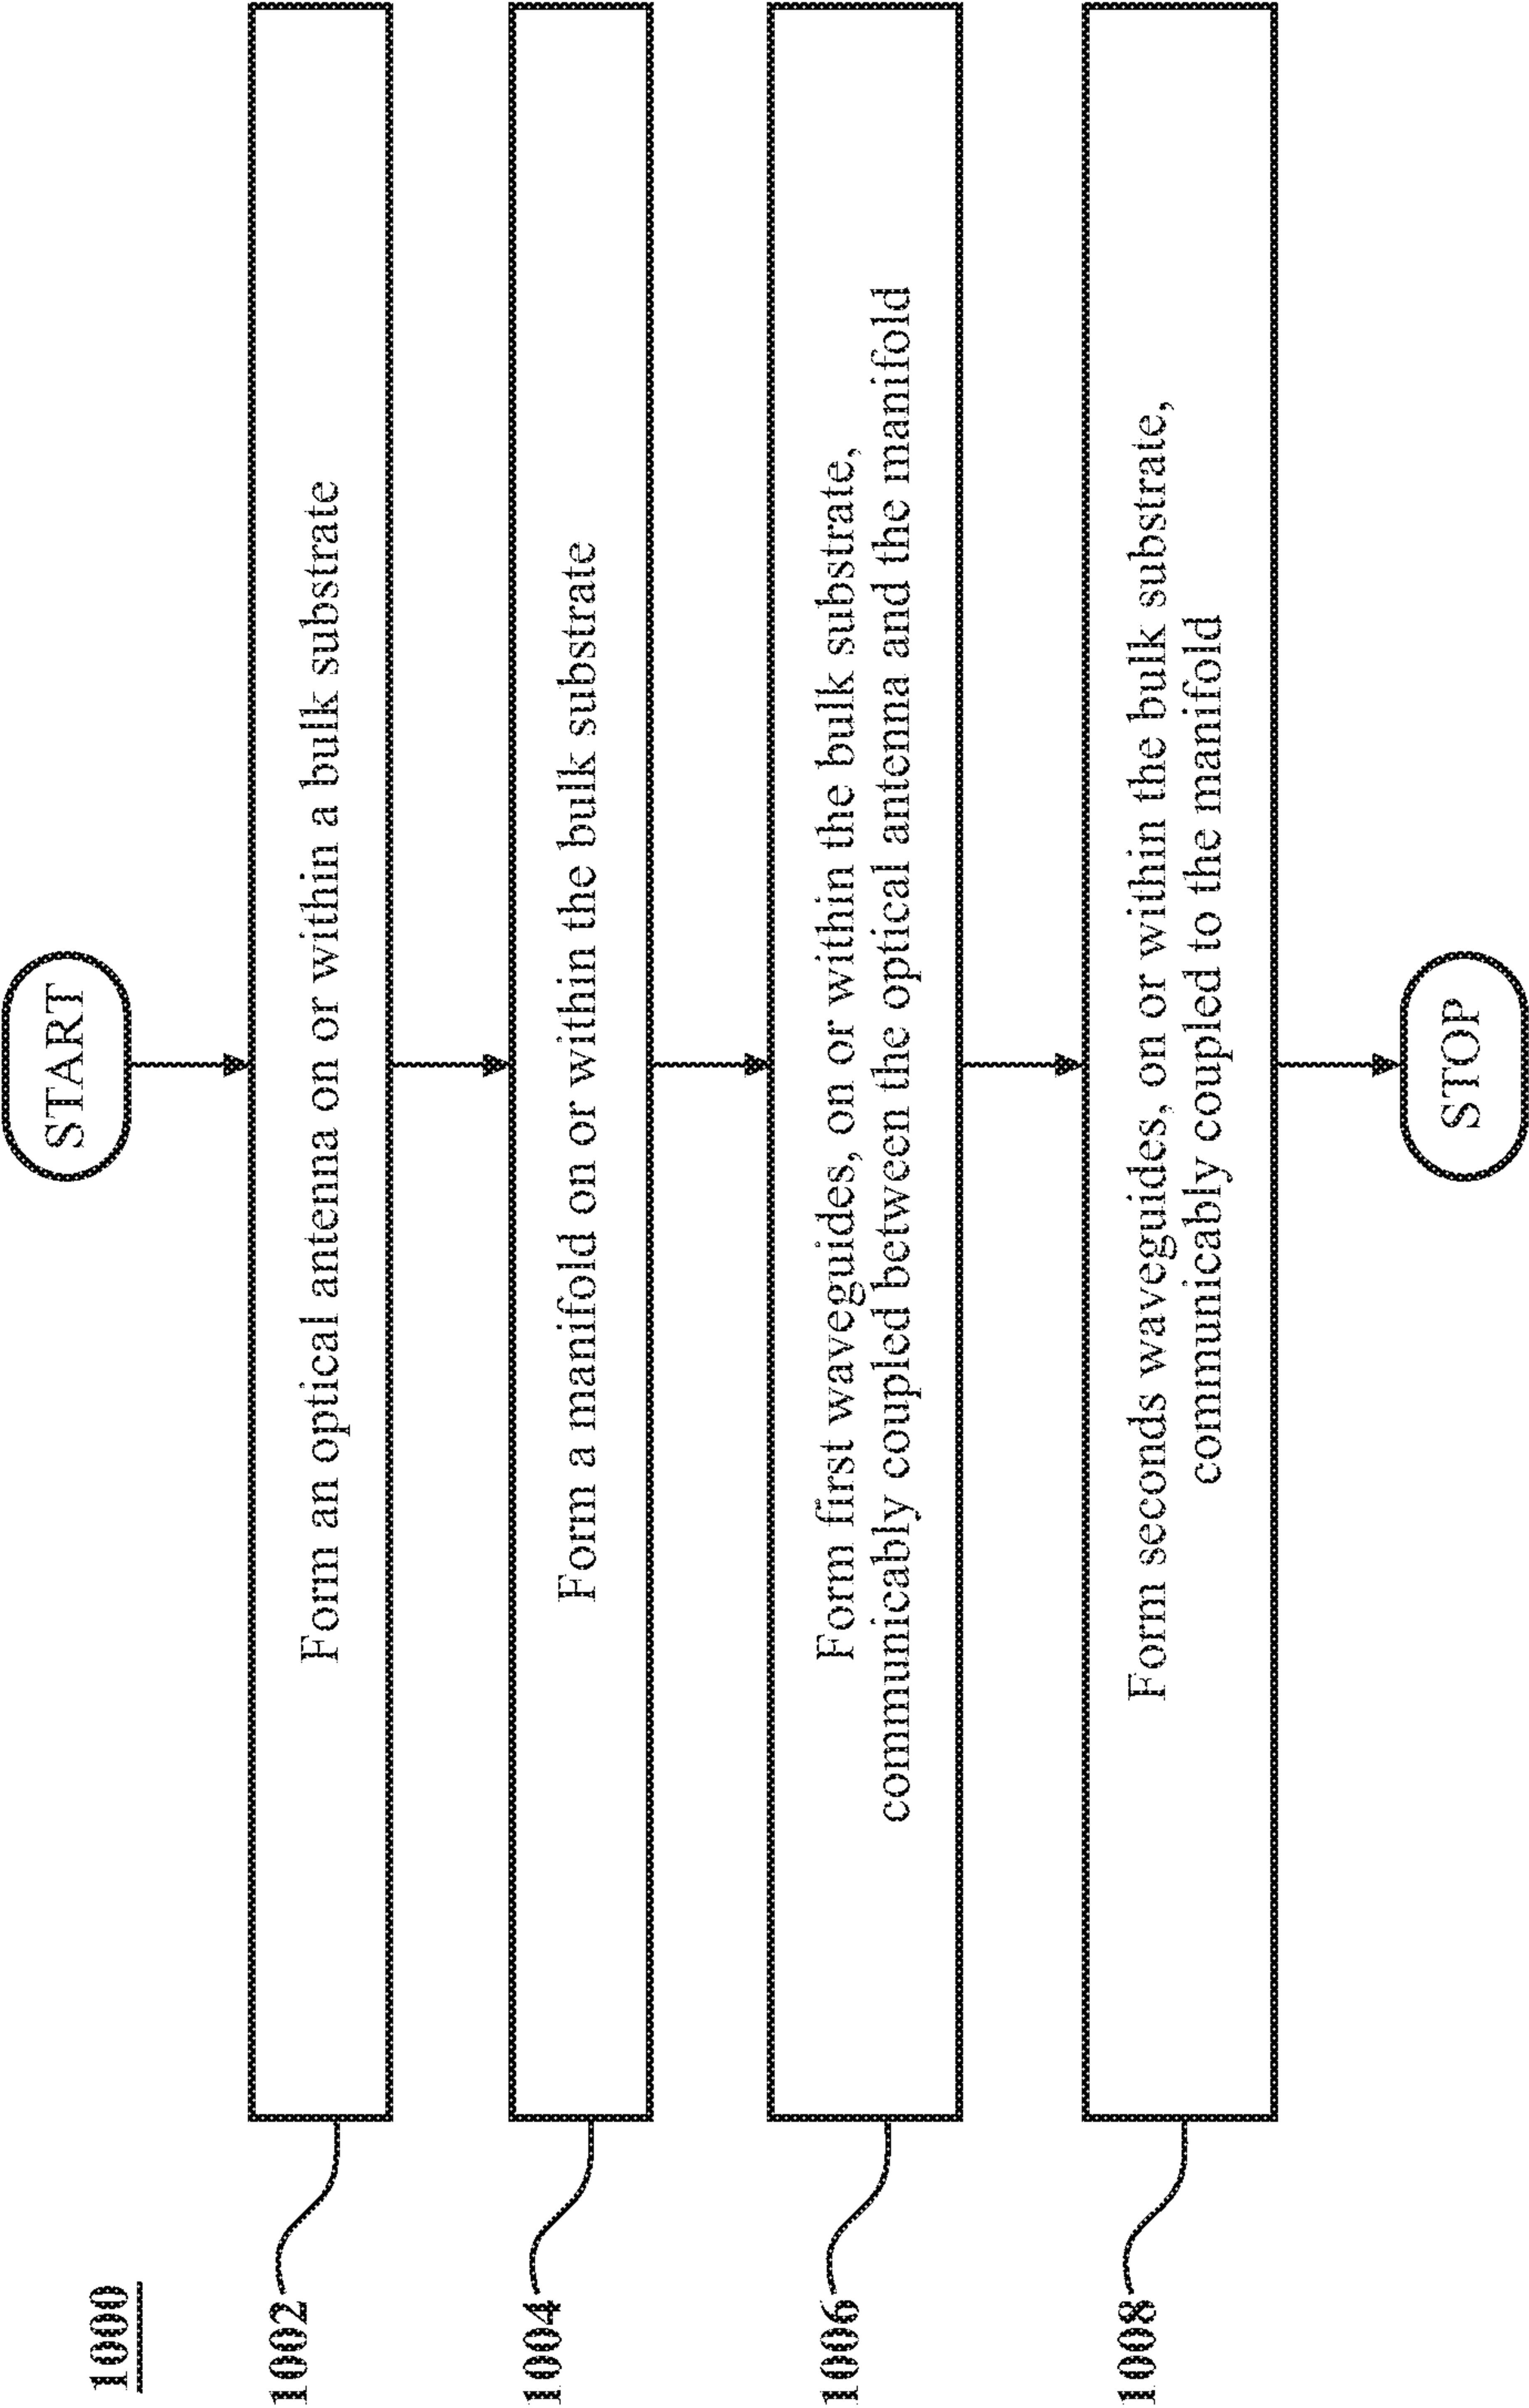 1000
START
1002
Form an optical antenna on or within a bulk substrate
1004
Form a manifold on or within the bulk substrate
1006
Form first waveguides, on or within the bulk substrate,
communicably coupled between the optical antenna and the manifold
1008
Form seconds waveguides, on or within the bulk substrate,
communicably coupled to the manifold
STOP